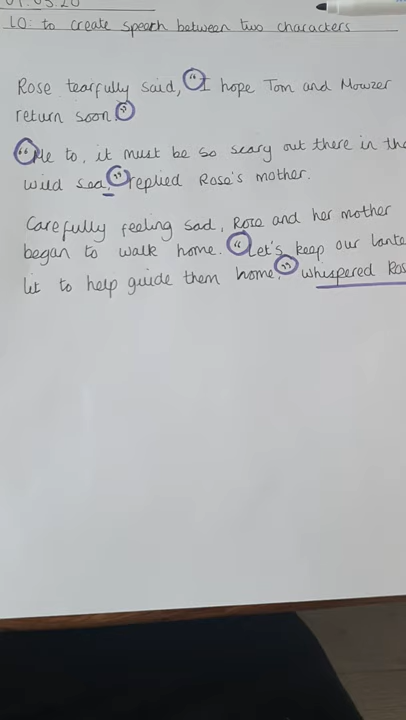 LO: to create speech between two characters
Rose tearfully said, "I hope Tom and Mowzer
return soon."
"Me to, it must be so scary out there in the
wild sea," replied Rose's mother.
Carefully feeling sad, Rose and her mother
began to walk home. "Let's keep our
lit to help guide them home," whispered